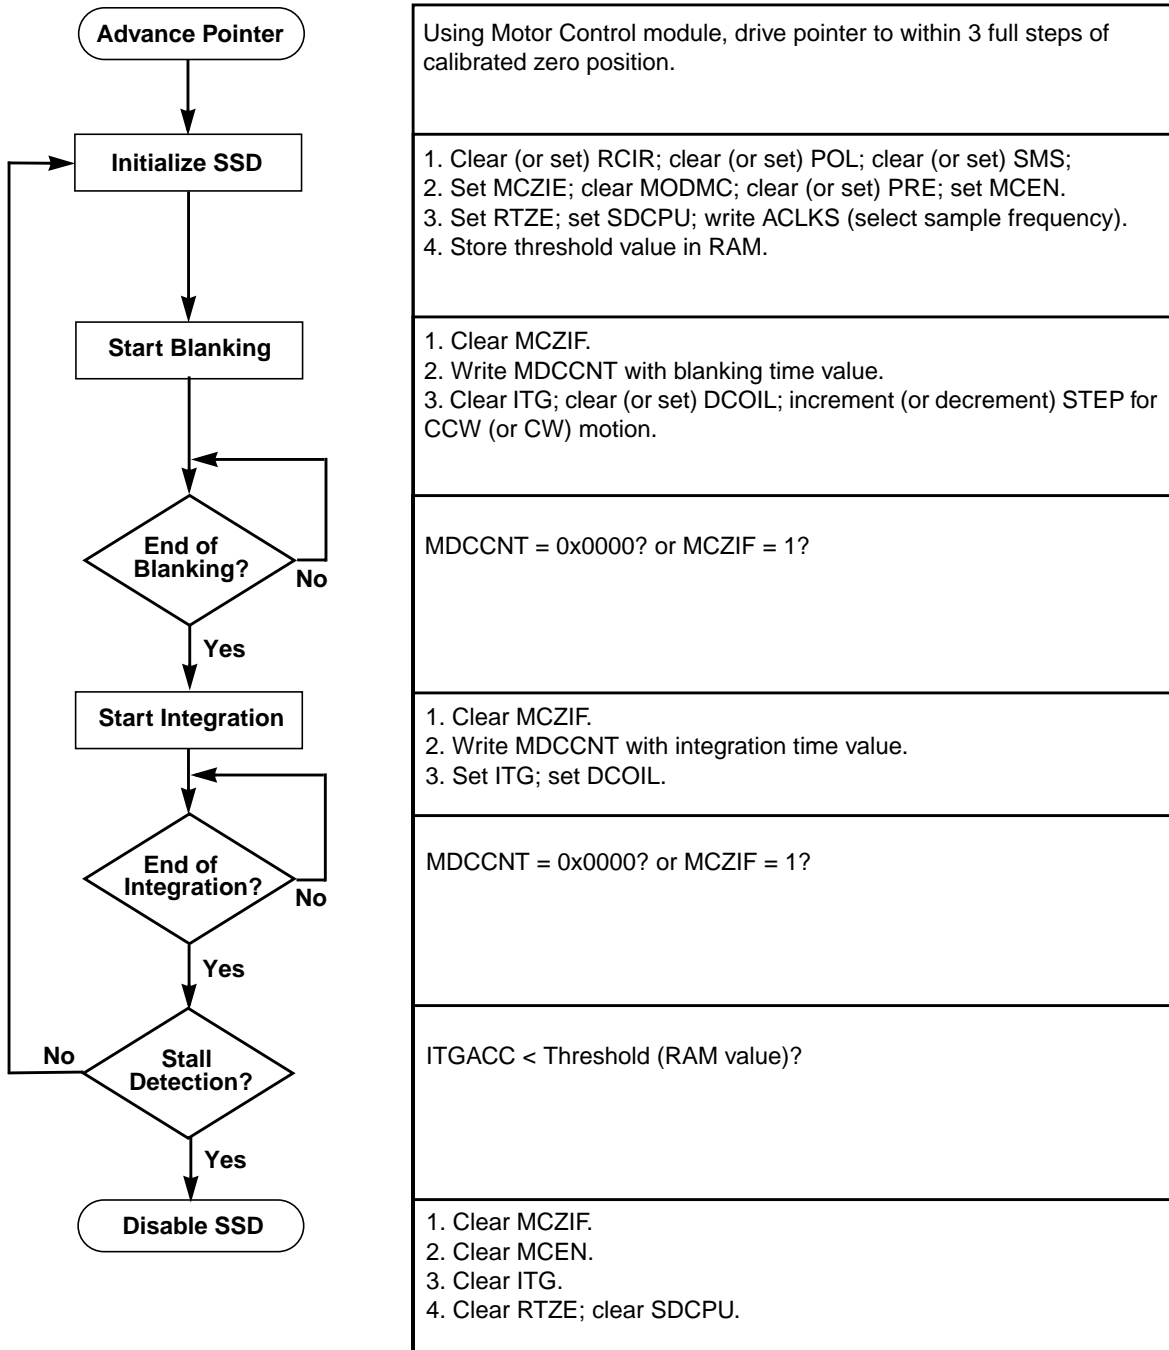 Advance Pointer
Using Motor Control module, drive pointer to within 3 full steps of
calibrated zero position.
Initialize SSD
1. Clear (or set) RCIR; clear (or set) POL; clear (or set) SMS;
2. Set MCZIE; clear MODMC; clear (or set) PRE; set MCEN.
3. Set RTZE; set SDCPU; write ACLKS (select sample frequency).
4. Store threshold value in RAM.
Start Blanking
1. Clear MCZIF.
2. Write MDCCNT with blanking time value.
3. Clear ITG; clear (or set) DCOIL; increment (or decrement) STEP for
CCW (or CW) motion.
End of
Blanking?
No
Yes
MDCCNT = 0x0000? or MCZIF = 1?
Start Integration
1. Clear MCZIF.
2. Write MDCCNT with integration time value.
3. Set ITG; set DCOIL.
End of
Integration?
No
Yes
MDCCNT = 0x0000? or MCZIF = 1?
No
Stall
Detection?
Yes
ITGACC < Threshold (RAM value)?
Disable SSD
1. Clear MCZIF.
2. Clear MCEN.
3. Clear ITG.
4. Clear RTZE; clear SDCPU.